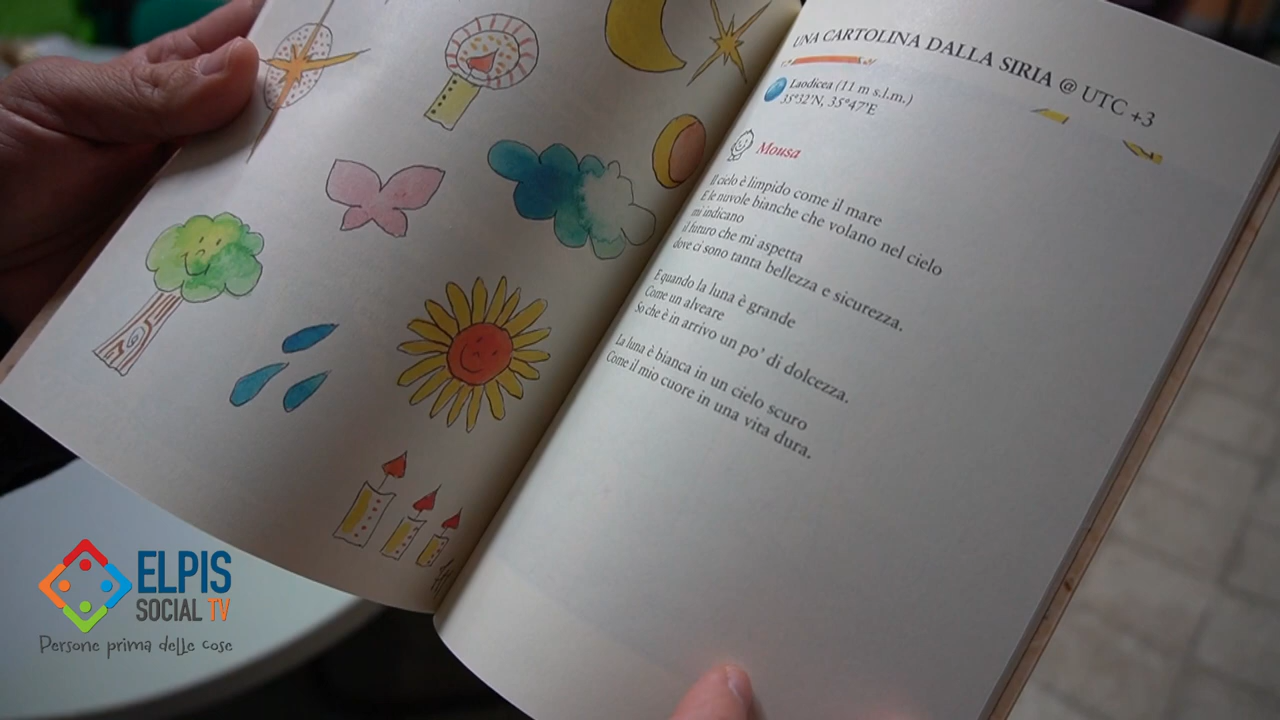 UNA CARTOLINA DALLA SIRIA @ UTC +3
Laodicea (11 m s.l.m.)
35°32'N, 35°47'E
Mousa
Il cielo è limpido come il mare
E le nuvole bianche che volano nel cielo
mi indicano
il futuro che mi aspetta
dove ci sono tanta bellezza e sicurezza.
E quando la luna è grande
Come un alveare
So che è in arrivo un po' di dolcezza.
La luna è bianca in un cielo scuro
Come il mio cuore in una vita dura.
ELPIS
SOCIAL TV
Persone prima delle cose